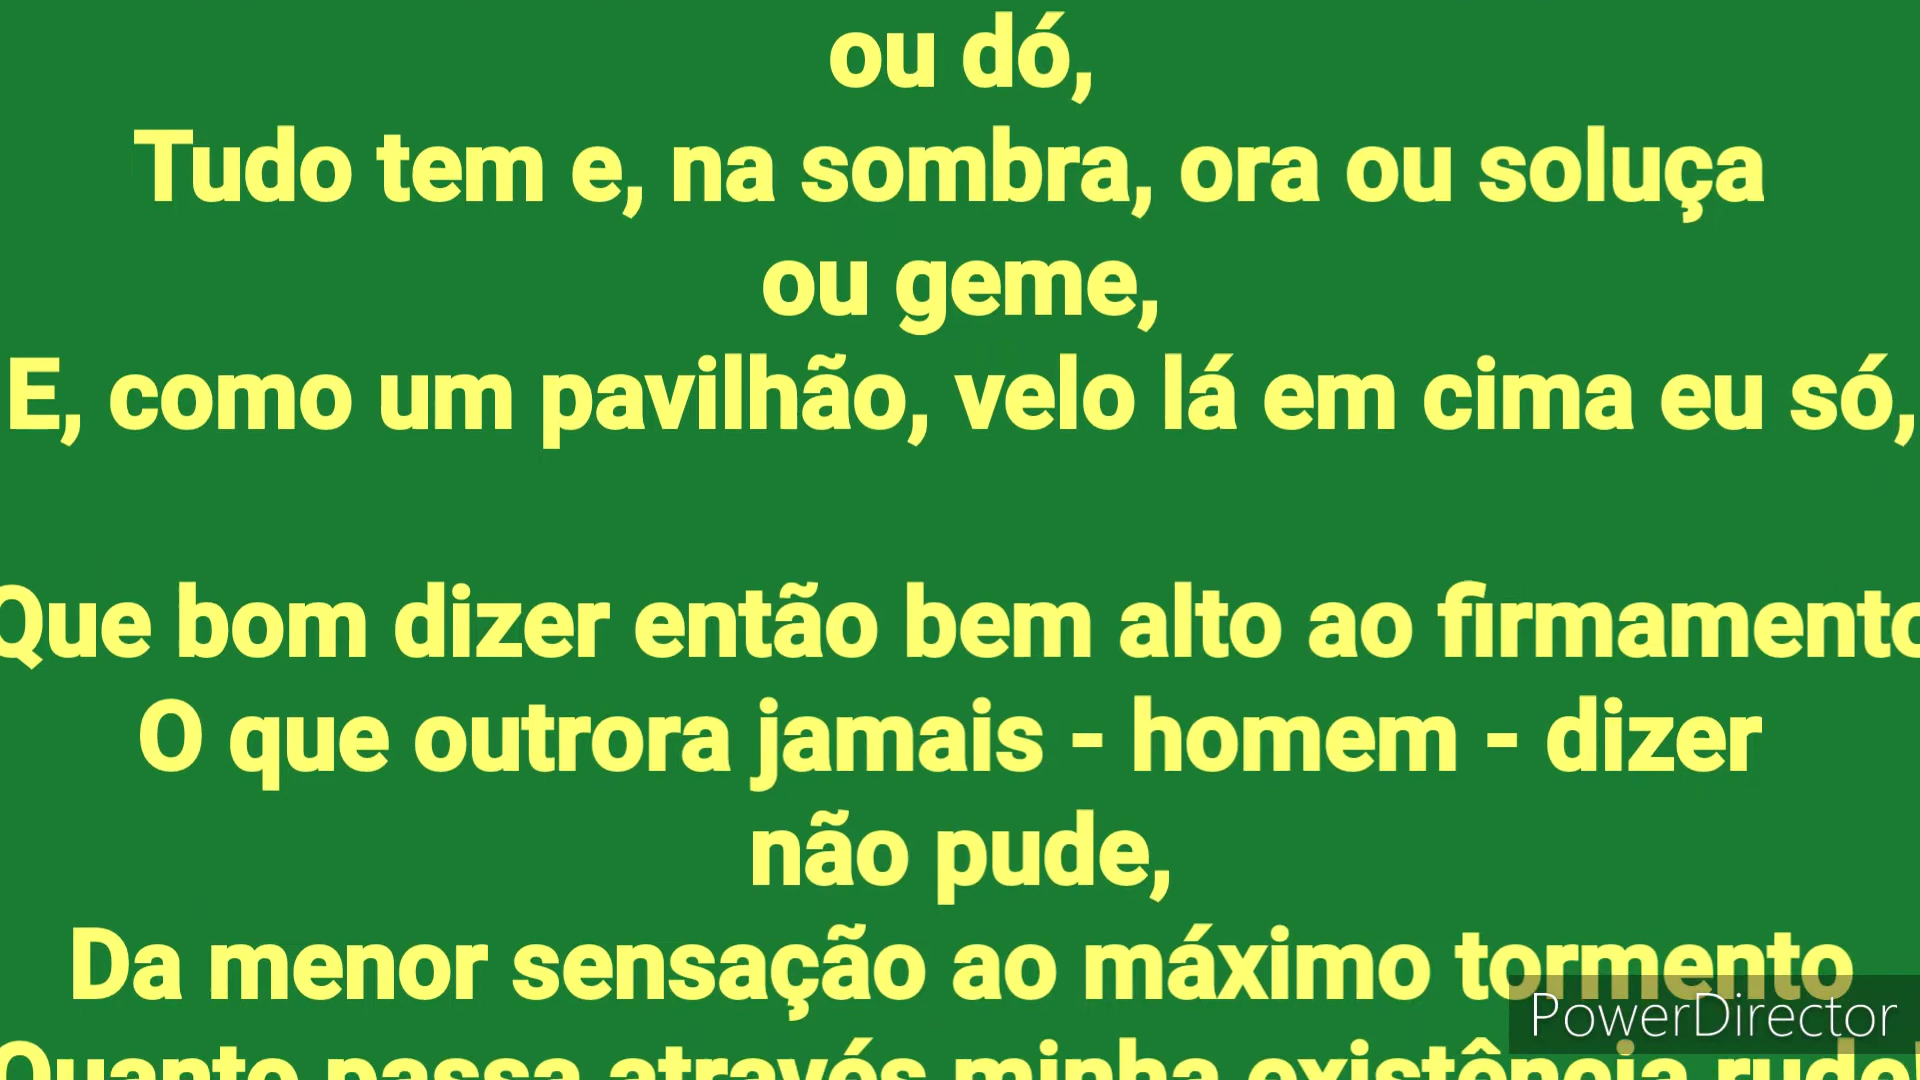 ou dó,
Tudo tem e, na sombra, ora ou soluça
ou geme,
E, como um pavilhão, velo lá em cima eu só,
Que bom dizer então bem alto ao firmamento
O que outrora jamais - homem - dizer
não pude,
Da menor sensação ao máximo tormento
Quanto passa através minha existência rude!
PowerDirector